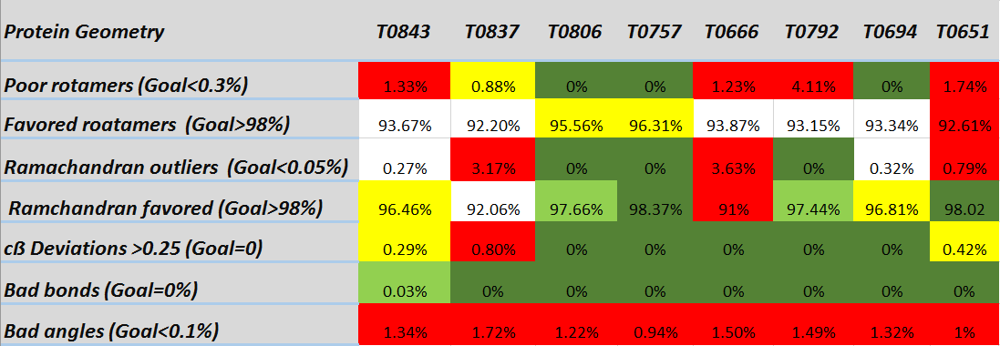 Protein Geometry T0843 T0837 T0806 T0757 T0666 T0792 T0694 T0651
Poor rotamers (Goal<0.3%) 1.33% 0.88% 0% 0% 1.23% 4.11% 0% 1.74%
Favored roatamers (Goal>98%) 93.67% 92.20% 95.56% 96.31% 93.87% 93.15% 93.34% 92.61%
Ramachandran outliers (Goal<0.05%) 0.27% 3.17% 0% 0% 3.63% 0% 0.32% 0.79%
Ramchandran favored (Goal>98%) 96.46% 92.06% 97.66% 98.37% 91% 97.44% 96.81% 98.02
cß Deviations >0.25 (Goal=0) 0.29% 0.80% 0% 0% 0% 0% 0% 0.42%
Bad bonds (Goal=0%) 0.03% 0% 0% 0% 0% 0% 0% 0%
Bad angles (Goal<0.1%) 1.34% 1.72% 1.22% 0.94% 1.50% 1.49% 1.32% 1%